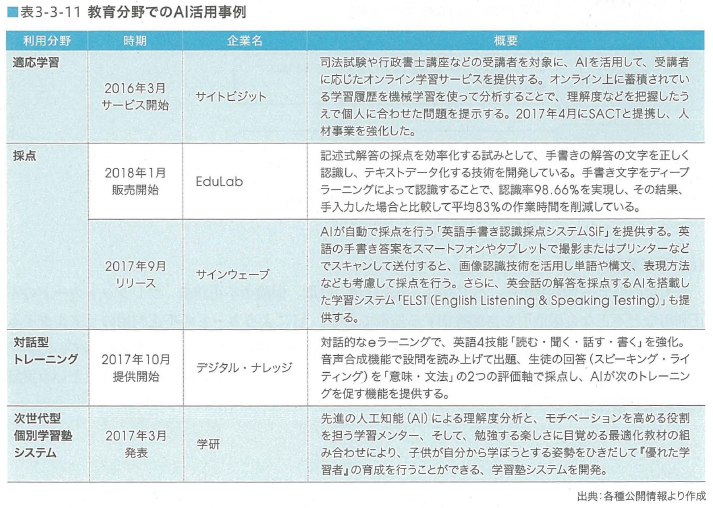 ■表3-3-11 教育分野でのAI活用事例
利用分野 時期 企業名 概要
適応学習
2016年3月
サービス開始
サイトビジット
司法試験や行政書士講座などの受講者を対象に、AIを活用して、受講者
に応じたオンライン学習サービスを提供する。オンライン上に蓄積されてい
る学習履歴を機械学習を使って分析することで、理解度などを把握したう
えで個人に合わせた問題を提示する。2017年4月にSACTと提携し、人
材事業を強化した。
採点
2018年1月
販売開始
EduLab
記述式解答の採点を効率化する試みとして、手書きの解答の文字を正しく
認識し、テキストデータ化する技術を開発している。手書き文字をディープ
ラーニングによって認識することで、認識率98.66%を実現し、その結果、
手入力した場合と比較して平均83%の作業時間を削減している。
2017年9月
リリース
サインウェーブ
AIが自動で採点を行う「英語手書き認識採点システムSIF」を提供する。英
語の手書き答案をスマートフォンやタブレットで撮影またはプリンターなど
でスキャンして送付すると、画像認識技術を活用し単語や構文、表現方法
なども考慮して採点を行う。さらに、英会話の解答を採点するAIを搭載し
た学習システム「ELST(English Listening & Speaking Testing)」も提
供する。
対話型
トレーニング
2017年10月
提供開始
デジタル・ナレッジ
対話的なeラーニングで、英語4技能「読む・聞く・話す・書く」を強化。
音声合成機能で設問を読み上げて出題、生徒の回答(スピーキング・ライ
ティング)を「意味・文法」の2つの評価軸で採点し、AIが次のトレーニン
グを促す機能を提供する。
次世代型
個別学習塾
システム
2017年3月
発表
学研
先進の人工知能(AI)による理解度分析と、モチベーションを高める役割
を担う学習メンター、そして、勉強する楽しさに目覚める最適化教材の組
み合わせにより、子供が自分から学ぼうとする姿勢をひきだして『優れた学
習者』の育成を行うことができる、学習塾システムを開発。
出典:各種公開情報より作成